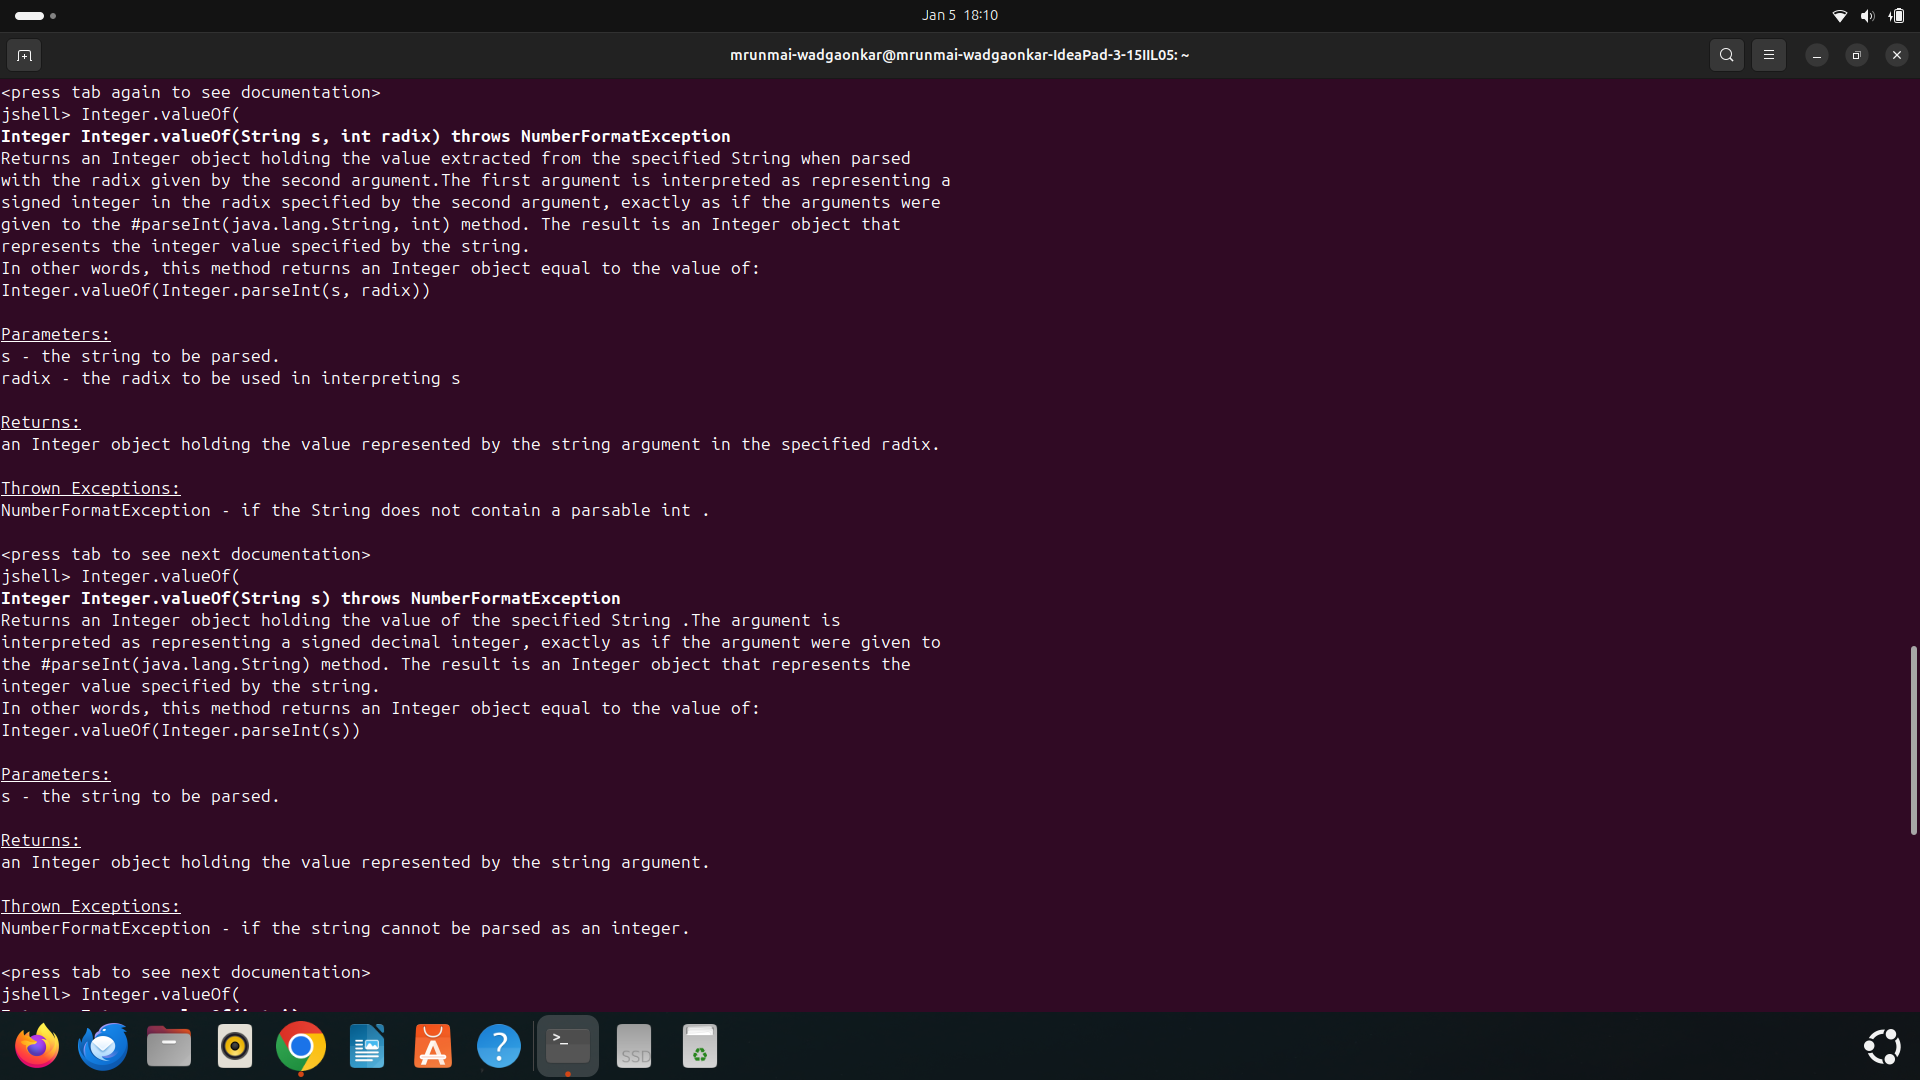 Jan 5 18:10
mrunmai-wadgaonkar@mrunmai-wadgaonkar-IdeaPad-3-15IIL05: ~
<press tab again to see documentation>
jshell> Integer.valueOf(
Integer Integer.valueOf(String s, int radix) throws NumberFormatException
Returns an Integer object holding the value extracted from the specified String when parsed
with the radix given by the second argument.The first argument is interpreted as representing a
signed integer in the radix specified by the second argument, exactly as if the arguments were
given to the #parseInt(java.lang.String, int) method. The result is an Integer object that
represents the integer value specified by the string.
In other words, this method returns an Integer object equal to the value of:
Integer.valueOf(Integer.parseInt(s, radix))
Parameters:
s - the string to be parsed.
radix - the radix to be used in interpreting s
Returns:
an Integer object holding the value represented by the string argument in the specified radix.
Thrown Exceptions:
NumberFormatException - if the String does not contain a parsable int .
<press tab to see next documentation>
jshell> Integer.valueOf(
Integer Integer.valueOf(String s) throws NumberFormatException
Returns an Integer object holding the value of the specified String .The argument is
interpreted as representing a signed decimal integer, exactly as if the argument were given to
the #parseInt(java.lang.String) method. The result is an Integer object that represents the
integer value specified by the string.
In other words, this method returns an Integer object equal to the value of:
Integer.valueOf(Integer.parseInt(s))
Parameters:
s - the string to be parsed.
Returns:
an Integer object holding the value represented by the string argument.
Thrown Exceptions:
NumberFormatException - if the string cannot be parsed as an integer.
<press tab to see next documentation>
jshell> Integer.valueOf(
>_
SSD